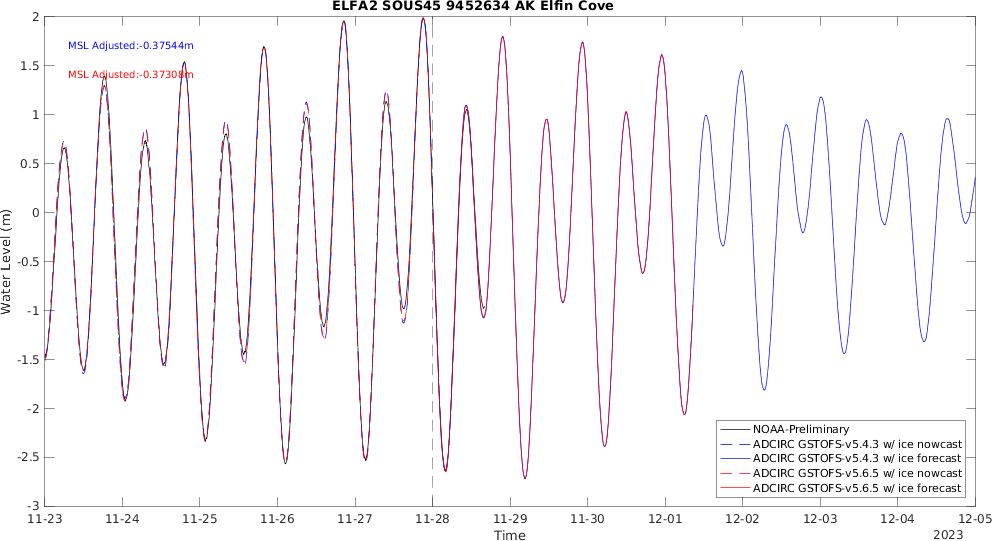 ELFA2 SOUS45 9452634 AK Elfin Cove
MSL Adjusted:-0.37544m
MSL Adjusted:-0.37308m
Water Level (m)
2
1.5
1
0.5
0
-0.5
-1
-1.5
-2
-2.5
-3
NOAA-Preliminary
ADCIRC GSTOFS-v5.4.3 w/ ice nowcast
ADCIRC GSTOFS-v5.4.3 w/ ice forecast
ADCIRC GSTOFS-v5.6.5 w/ ice nowcast
ADCIRC GSTOFS-v5.6.5 w/ ice forecast
11-23 11-24 11-25 11-26 11-27 11-28 11-29 11-30 12-01 12-02 12-03 12-04 12-05
Time
2023